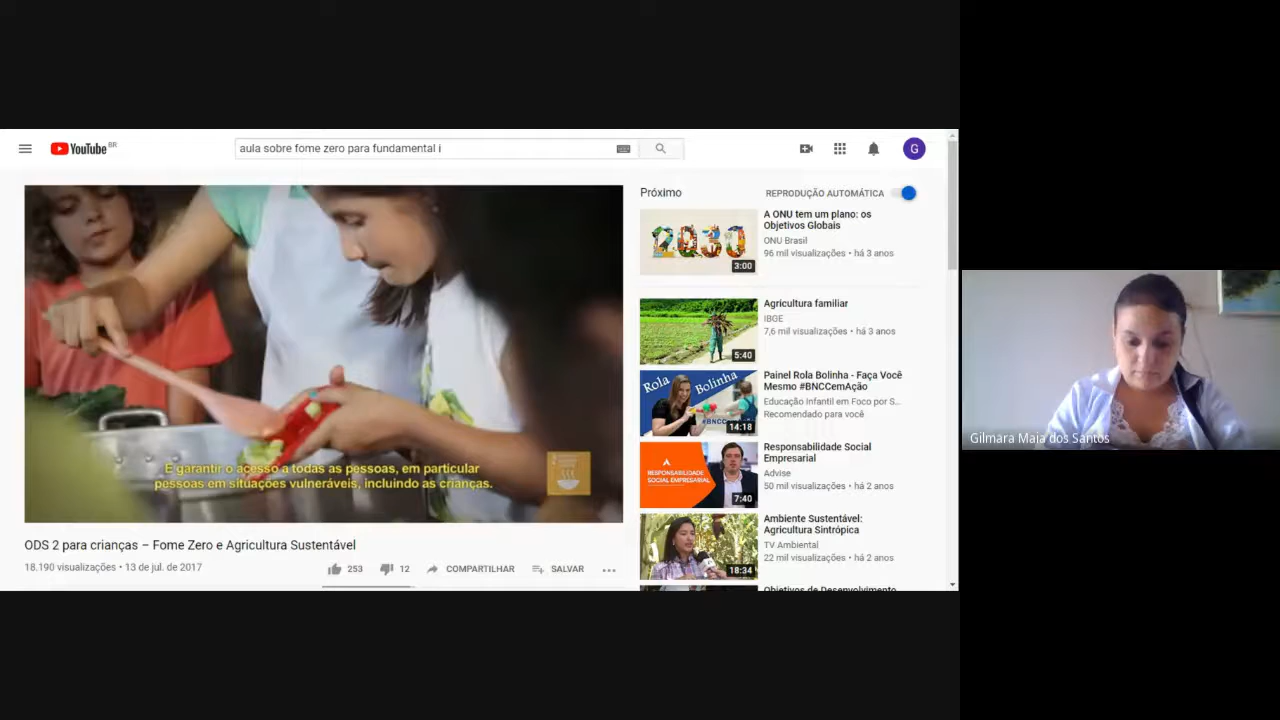 YouTube BR
aula sobre fome zero para fundamental i
G
E garantir o acesso a todas as pessoas, em particular
pessoas em situações vulneráveis, incluindo as crianças.
ODS 2 para crianças – Fome Zero e Agricultura Sustentável
18.190 visualizações • 13 de jul. de 2017
253
12
COMPARTILHAR
SALVAR
Próximo
REPRODUÇÃO AUTOMÁTICA
2030
3:00
A ONU tem um plano: os
Objetivos Globais
ONU Brasil
96 mil visualizações • há 3 anos
5:40
Agricultura familiar
IBGE
7,6 mil visualizações • há 3 anos
Rola Bolinha
14:18
Painel Rola Bolinha - Faça Você
Mesmo #BNCCemAção
Educação Infantil em Foco por S...
Recomendado para você
RESPONSABILIDADE
SOCIAL EMPRESARIAL
7:40
Responsabilidade Social
Empresarial
Advise
50 mil visualizações • há 2 anos
18:34
Ambiente Sustentável:
Agricultura Sintrópica
TV Ambiental
22 mil visualizações • há 2 anos
Objetivos de Desenvolvimento
Gilmara Maia dos Santos